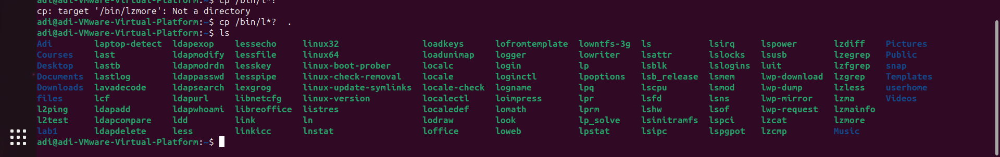 adi@adi-VMware-Virtual-Platform:~$ cp /bin/l*?
cp: target '/bin/lzmore': Not a directory
adi@adi-VMware-Virtual-Platform:~$ cp /bin/l*?  .
adi@adi-VMware-Virtual-Platform:~$ ls
Adi laptop-detect ldapexop lessecho linux32 loadkeys lofromtemplate lowntfs-3g ls lsirq lspower lzdiff Pictures
Courses last ldapmodify lessfile linux64 loadunimap logger lowriter lsattr lslocks lsusb lzegrep Public
Desktop lastb ldapmodrdn lesskey linux-boot-prober localc login lp lsblk lslogins luit lzfgrep snap
Documents lastlog ldappasswd lesspipe linux-check-removal locale loginctl lpoptions lsb_release lsmem lwp-download lzgrep Templates
Downloads lavadecode ldapsearch lexgrog linux-update-symlinks locale-check logname lpq lscpu lsmod lwp-dump lzless userhome
files lcf ldapurl libnetcfg linux-version localectl loimpress lpr lsfd lsns lwp-mirror lzma Videos
l2ping ldapadd ldapwhoami libreoffice listres localedef lomath lprm lshw lsof lwp-request lzmainfo
l2test ldapcompare ldd link ln lodraw look lp_solve lsinitramfs lspci lzcat lzmore
lab1 ldapdelete less linkicc lnstat loffice loweb lpstat lsipc lspgpot lzcmp Music
adi@adi-VMware-Virtual-Platform:~$